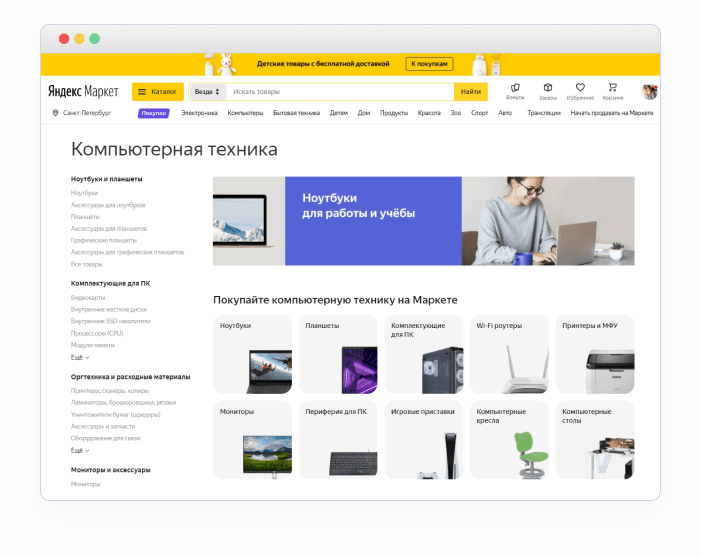 Детские товары с бесплатной доставкой К покупкам
Яндекс Маркет Каталог Везде Искать товары Найти Бонусы Заказы Избранное Корзина
Санкт-Петербург Покупки Электроника Компьютеры Бытовая техника Детям Дом Продукты Красота Зоо Спорт Авто Трансляции Начать продавать на Маркете
Компьютерная техника
Ноутбуки и планшеты
Ноутбуки
Аксессуары для ноутбуков
Планшеты
Аксессуары для планшетов
Графические планшеты
Аксессуары для графических планшетов
Все товары
Комплектующие для ПК
Видеокарты
Внутренние жесткие диски
Внутренние SSD накопители
Процессоры (CPU)
Модули памяти
Ещё
Оргтехника и расходные материалы
Принтеры, сканеры, копиры
Ламинаторы, брошюровщики, резаки
Уничтожители бумаг (шредеры)
Аксессуары и запчасти
Оборудование для связи
Ещё
Мониторы и аксессуары
Мониторы
Ноутбуки
для работы и учёбы
Покупайте компьютерную технику на Маркете
Ноутбуки
Планшеты
Комплектующие
для ПК
Wi-Fi роутеры
Принтеры и МФУ
Мониторы
Периферия для ПК
Игровые приставки
Компьютерные
кресла
Компьютерные
столы